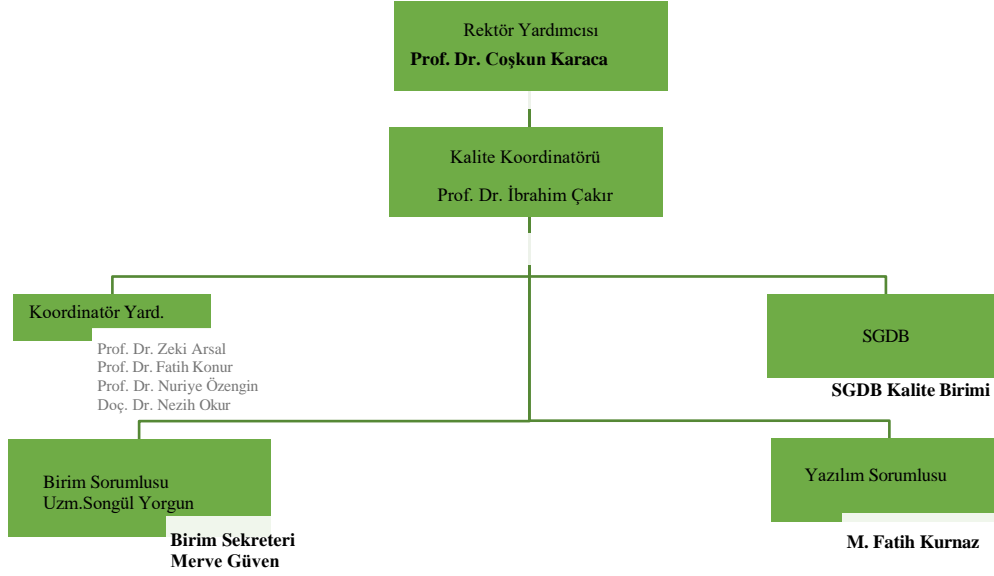 Rektör Yardımcısı
Prof. Dr. Coşkun Karaca
Kalite Koordinatörü
Prof. Dr. İbrahim Çakır
Koordinatör Yard.
Prof. Dr. Zeki Arsal
Prof. Dr. Fatih Konur
Prof. Dr. Nuriye Özengin
Doç. Dr. Nezih Okur
SGDB
SGDB Kalite Birimi
Birim Sorumlusu
Uzm.Songül Yorgun
Birim Sekreteri
Merve Güven
Yazılım Sorumlusu
M. Fatih Kurnaz